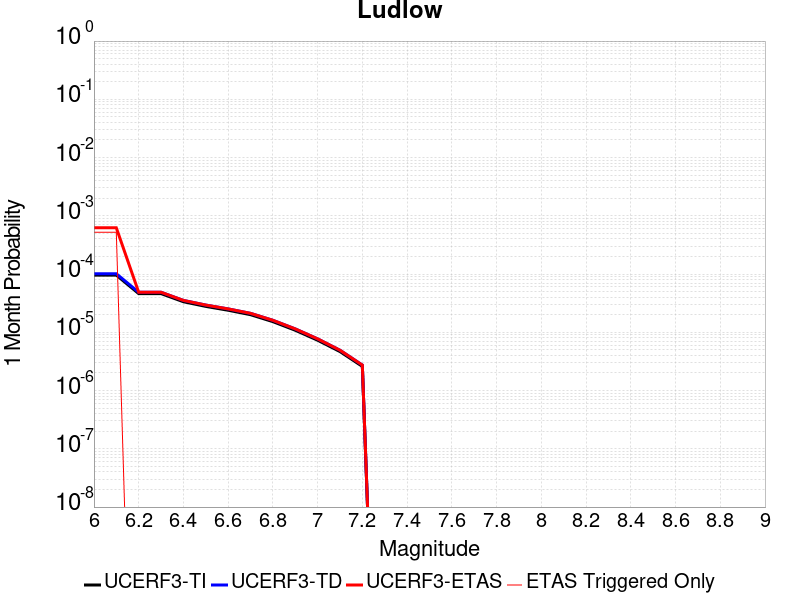 Ludlow
10^0
10^-1
10^-2
10^-3
10^-4
10^-5
10^-6
10^-7
10^-8
1 Month Probability
6 6.2 6.4 6.6 6.8 7 7.2 7.4 7.6 7.8 8 8.2 8.4 8.6 8.8 9
Magnitude
UCERF3-TI UCERF3-TD UCERF3-ETAS ETAS Triggered Only